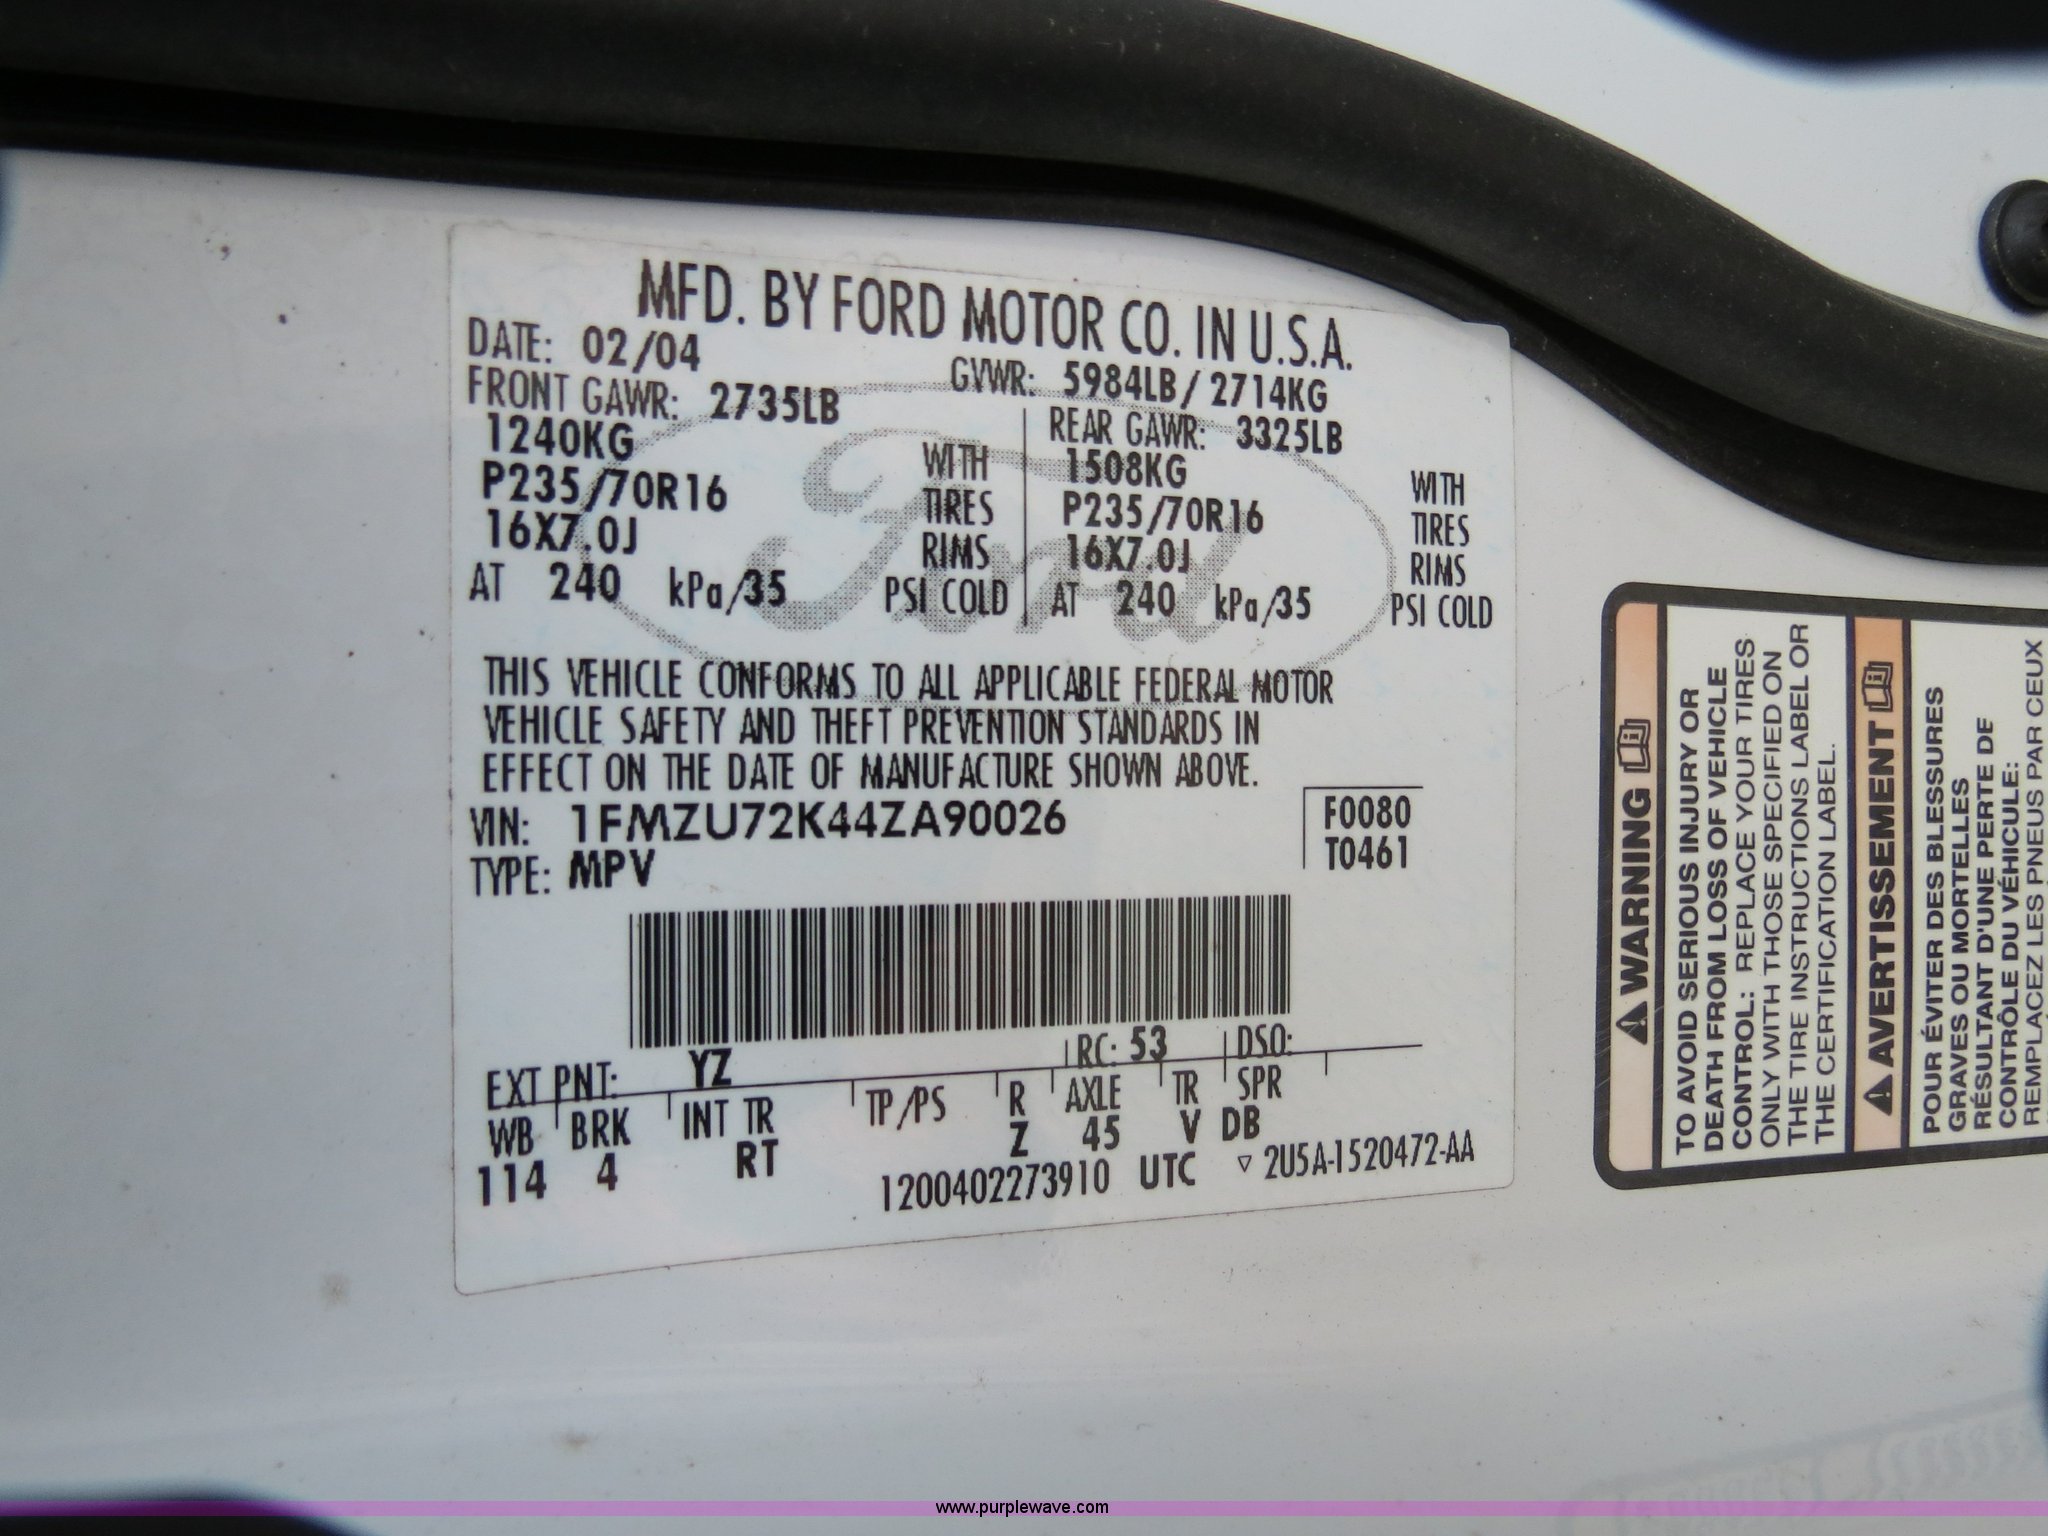 MFD. BY FORD MOTOR CO. IN U.S.A.
DATE: 02/04
GVWR: 5984LB/ 2714KG
FRONT GAWR: 2735LB
1240KG WITH
P235/70R16 TIRES
16X7.0J RIMS
AT 240 kPa/35 PSI COLD
REAR GAWR: 3325LB
1508KG WITH
P235/70R16 TIRES
16X7.0J RIMS
AT 240 kPa/35 PSI COLD
Ford
THIS VEHICLE CONFORMS TO ALL APPLICABLE FEDERAL MOTOR
VEHICLE SAFETY AND THEFT PREVENTION STANDARDS IN
EFFECT ON THE DATE OF MANUFACTURE SHOWN ABOVE.
VIN: 1FMZU72K44ZA90026
TYPE: MPV
F0080
T0461
EXT PNT: YZ RC: 53 DSO:
WB BRK INT TR TP/PS R AXLE TR SPR
114 4 RT Z 45 V DB
1200402273910 UTC ▽ 2U5A-1520472-AA
WARNING
TO AVOID SERIOUS INJURY OR
DEATH FROM LOSS OF VEHICLE
CONTROL: REPLACE YOUR TIRES
ONLY WITH THOSE SPECIFIED ON
THE TIRE INSTRUCTIONS LABEL OR
THE CERTIFICATION LABEL.
AVERTISSEMENT
POUR ÉVITER DES BLESSURES
GRAVES OU MORTELLES
RÉSULTANT D'UNE PERTE DE
CONTRÔLE DU VÉHICULE:
REMPLACEZ LES PNEUS PAR CEUX
www.purplewave.com